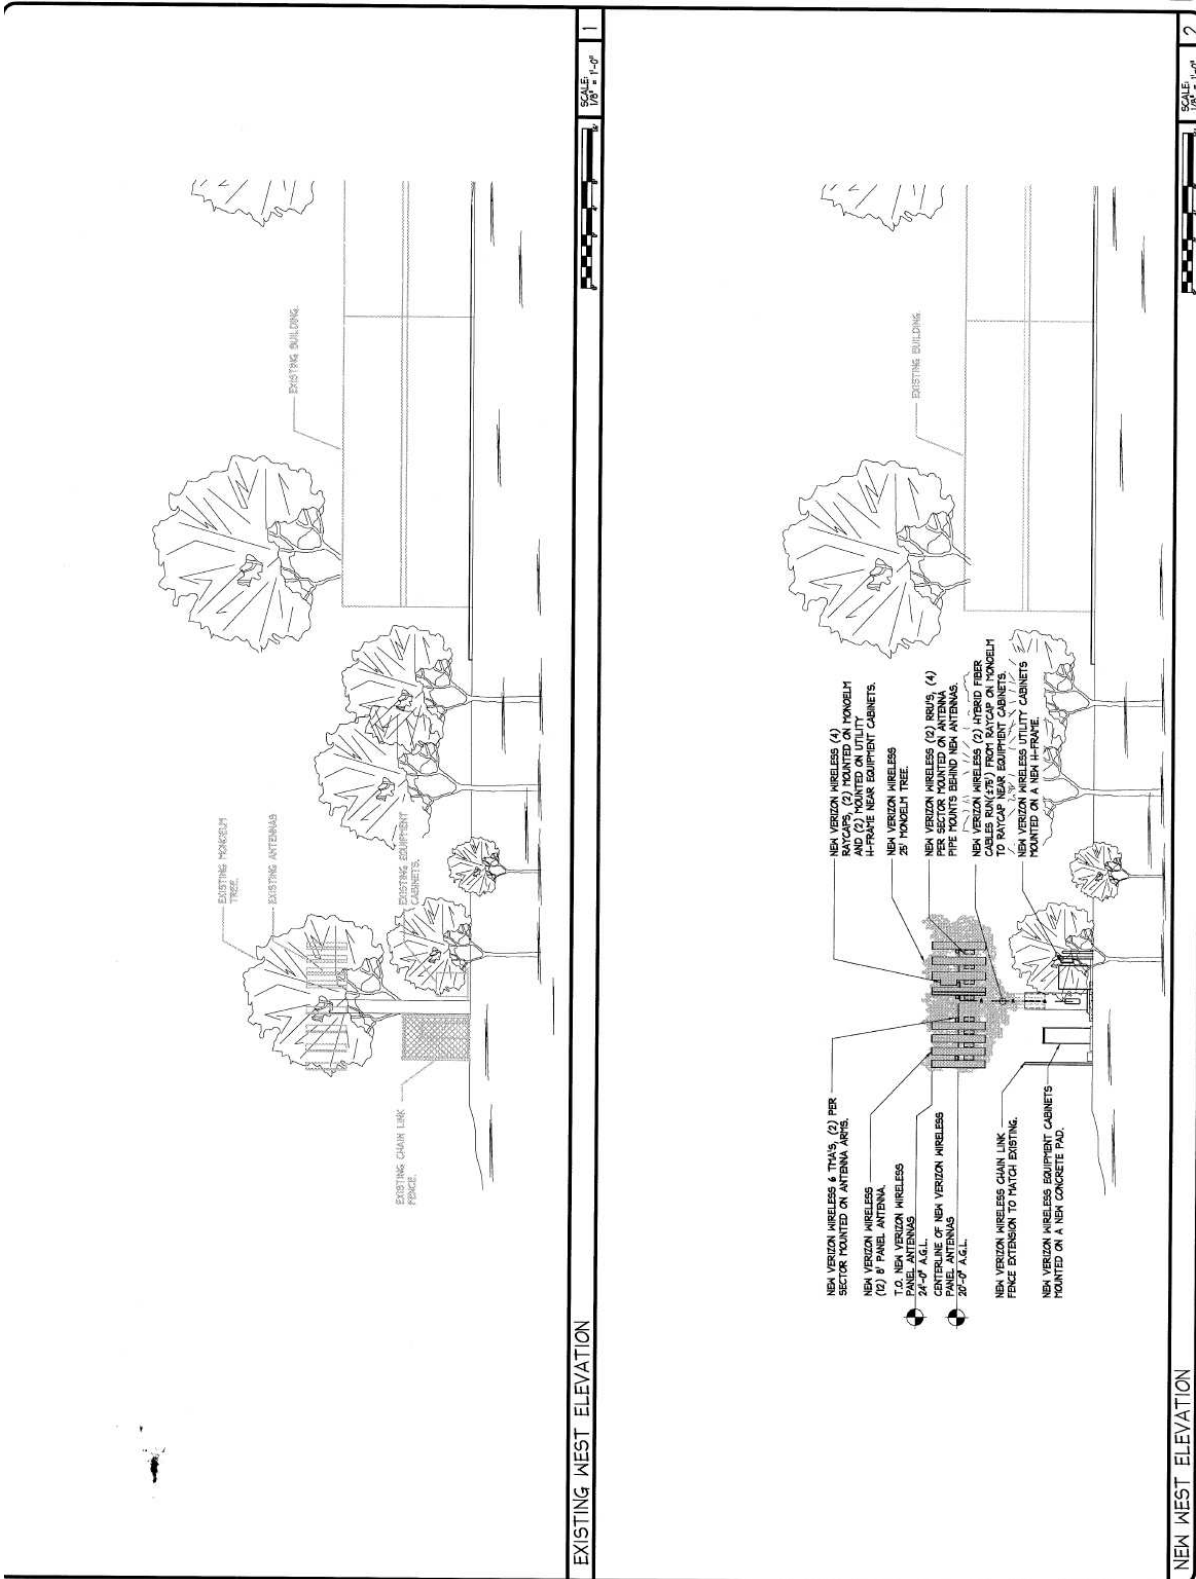 EXISTING MONOELM
TREE.
EXISTING ANTENNAS
EXISTING EQUIPMENT
CABINETS.
EXISTING CHAIN LINK
FENCE.
EXISTING BUILDING.
EXISTING WEST ELEVATION
SCALE:
1/8" = 1'-0"
1
NEW VERIZON WIRELESS 6 TMA'S, (2) PER
SECTOR MOUNTED ON ANTENNA ARMS.
NEW VERIZON WIRELESS
(12) 8' PANEL ANTENNA.
T.O. NEW VERIZON WIRELESS
PANEL ANTENNAS
24'-0" A.G.L.
CENTERLINE OF NEW VERIZON WIRELESS
PANEL ANTENNAS
20'-0" A.G.L.
NEW VERIZON WIRELESS CHAIN LINK
FENCE EXTENSION TO MATCH EXISTING.
NEW VERIZON WIRELESS EQUIPMENT CABINETS
MOUNTED ON A NEW CONCRETE PAD.
NEW VERIZON WIRELESS (4)
RAYCAPS, (2) MOUNTED ON MONOELM
AND (2) MOUNTED ON UTILITY
H-FRAME NEAR EQUIPMENT CABINETS.
NEW VERIZON WIRELESS
25' MONOELM TREE.
NEW VERIZON WIRELESS (12) RRU'S, (4)
PER SECTOR MOUNTED ON ANTENNA
PIPE MOUNTS BEHIND NEW ANTENNAS.
NEW VERIZON WIRELESS (2) HYBRID FIBER
CABLES RUN(±75') FROM RAYCAP ON MONOELM
TO RAYCAP NEAR EQUIPMENT CABINETS.
NEW VERIZON WIRELESS UTILITY CABINETS
MOUNTED ON A NEW H-FRAME.
EXISTING BUILDING.
NEW WEST ELEVATION
SCALE:
1/8" = 1'-0"
2